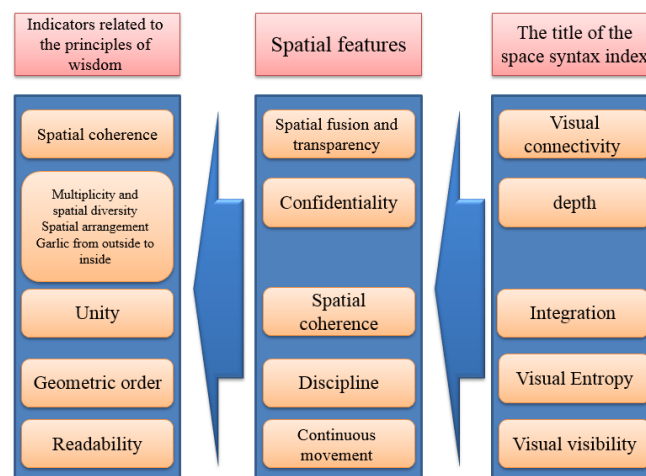 Indicators related to
the principles of
wisdom
Spatial features
The title of the
space syntax index
Spatial coherence
Multiplicity and
spatial diversity
Spatial arrangement
Garlic from outside to
inside
Unity
Geometric order
Readability
Spatial fusion and
transparency
Confidentiality
Spatial
coherence
Discipline
Continuous
movement
Visual
connectivity
depth
Integration
Visual Entropy
Visual visibility